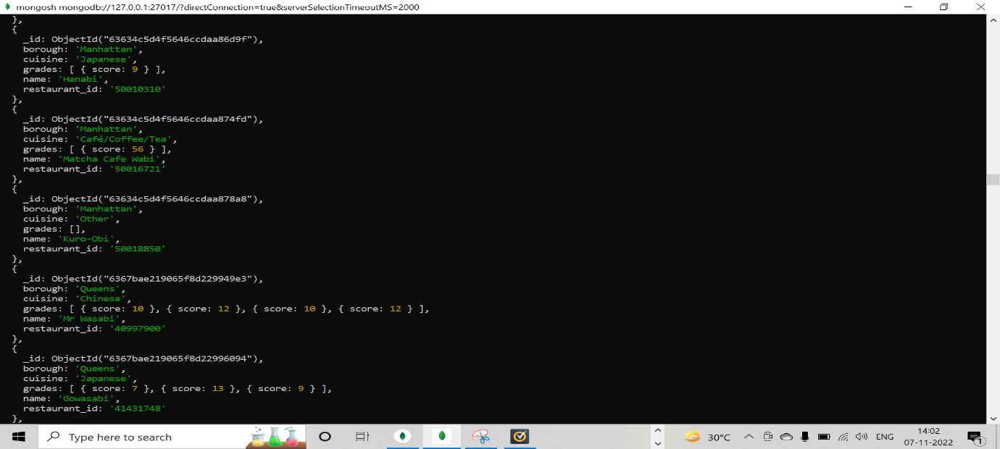 mongosh mongodb://127.0.0.1:27017/?directConnection=true&serverSelectionTimeoutMS=2000
},
{
_id: ObjectId("63634c5d4f5646ccdaa86d9f"),
borough: 'Manhattan',
cuisine: 'Japanese',
grades: [ { score: 9 } ],
name: 'Hanabi',
restaurant_id: '50010310'
},
{
_id: ObjectId("63634c5d4f5646ccdaa874fd"),
borough: 'Manhattan',
cuisine: 'Café/Coffee/Tea',
grades: [ { score: 56 } ],
name: 'Matcha Cafe Wabi',
restaurant_id: '50016721'
},
{
_id: ObjectId("63634c5d4f5646ccdaa878a8"),
borough: 'Manhattan',
cuisine: 'Other',
grades: [],
name: 'Kuro-Obi',
restaurant_id: '50018850'
},
{
_id: ObjectId("6367bae219065f8d229949e3"),
borough: 'Queens',
cuisine: 'Chinese',
grades: [ { score: 10 }, { score: 12 }, { score: 10 }, { score: 12 } ],
name: 'Mr Wasabi',
restaurant_id: '40997900'
},
{
_id: ObjectId("6367bae219065f8d22996094"),
borough: 'Queens',
cuisine: 'Japanese',
grades: [ { score: 7 }, { score: 13 }, { score: 9 } ],
name: 'Gowasabi',
restaurant_id: '41431748'
},
Type here to search
30°C
ENG
14:02
07-11-2022
1